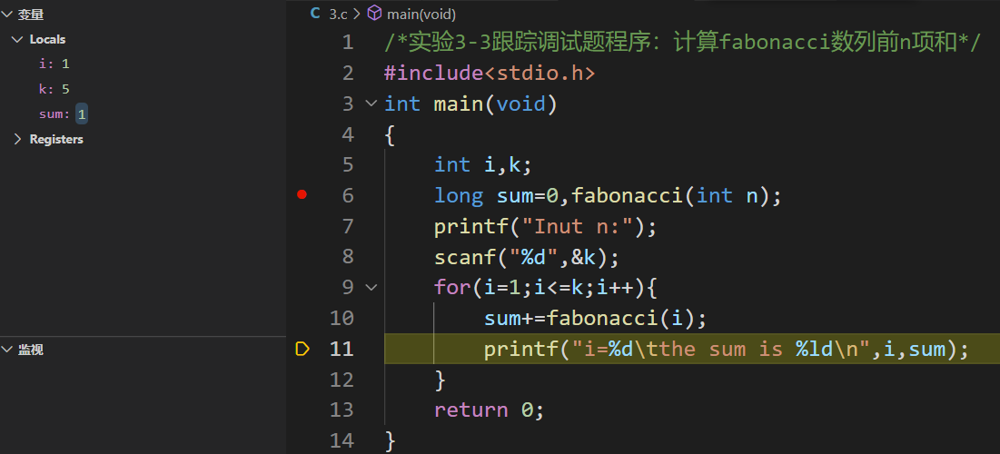 变量
Locals
i: 1
k: 5
sum: 1
Registers
监视
C 3.c > main(void)
1 /*实验3-3跟踪调试题程序：计算fabonacci数列前n项和*/
2 #include<stdio.h>
3 int main(void)
4 {
5 int i,k;
6 long sum=0,fabonacci(int n);
7 printf("Inut n:");
8 scanf("%d",&k);
9 for(i=1;i<=k;i++){
10 sum+=fabonacci(i);
11 printf("i=%d\tthe sum is %ld\n",i,sum);
12 }
13 return 0;
14 }